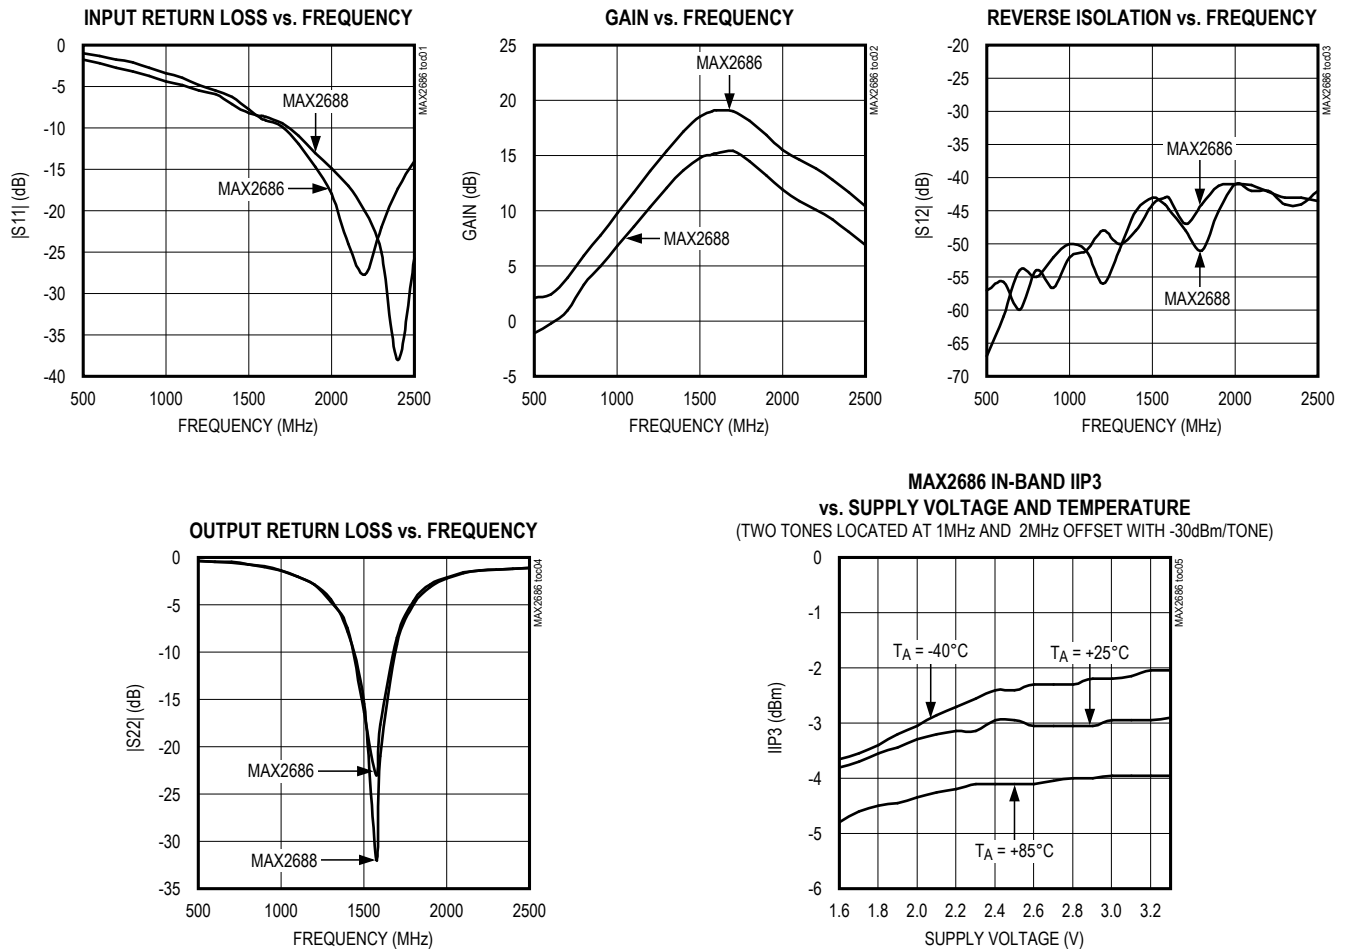 INPUT RETURN LOSS vs. FREQUENCY
0
-5
-10
-15
-20
-25
-30
-35
-40
|S11| (dB)
MAX2688
MAX2686
MAX2686 toc01
500 1000 1500 2000 2500
FREQUENCY (MHz)
GAIN vs. FREQUENCY
25
20
15
10
5
0
-5
GAIN (dB)
MAX2686
MAX2688
MAX2686 toc02
500 1000 1500 2000 2500
FREQUENCY (MHz)
REVERSE ISOLATION vs. FREQUENCY
-20
-25
-30
-35
-40
-45
-50
-55
-60
-65
-70
|S12| (dB)
MAX2686
MAX2688
MAX2686 toc03
500 1000 1500 2000 2500
FREQUENCY (MHz)
OUTPUT RETURN LOSS vs. FREQUENCY
0
-5
-10
-15
-20
-25
-30
-35
|S22| (dB)
MAX2686
MAX2688
MAX2686 toc04
500 1000 1500 2000 2500
FREQUENCY (MHz)
MAX2686 IN-BAND IIP3
vs. SUPPLY VOLTAGE AND TEMPERATURE
(TWO TONES LOCATED AT 1MHz AND 2MHz OFFSET WITH -30dBm/TONE)
0
-1
-2
-3
-4
-5
-6
IIP3 (dBm)
TA = -40°C
TA = +25°C
TA = +85°C
MAX2686 toc05
1.6 1.8 2.0 2.2 2.4 2.6 2.8 3.0 3.2
SUPPLY VOLTAGE (V)